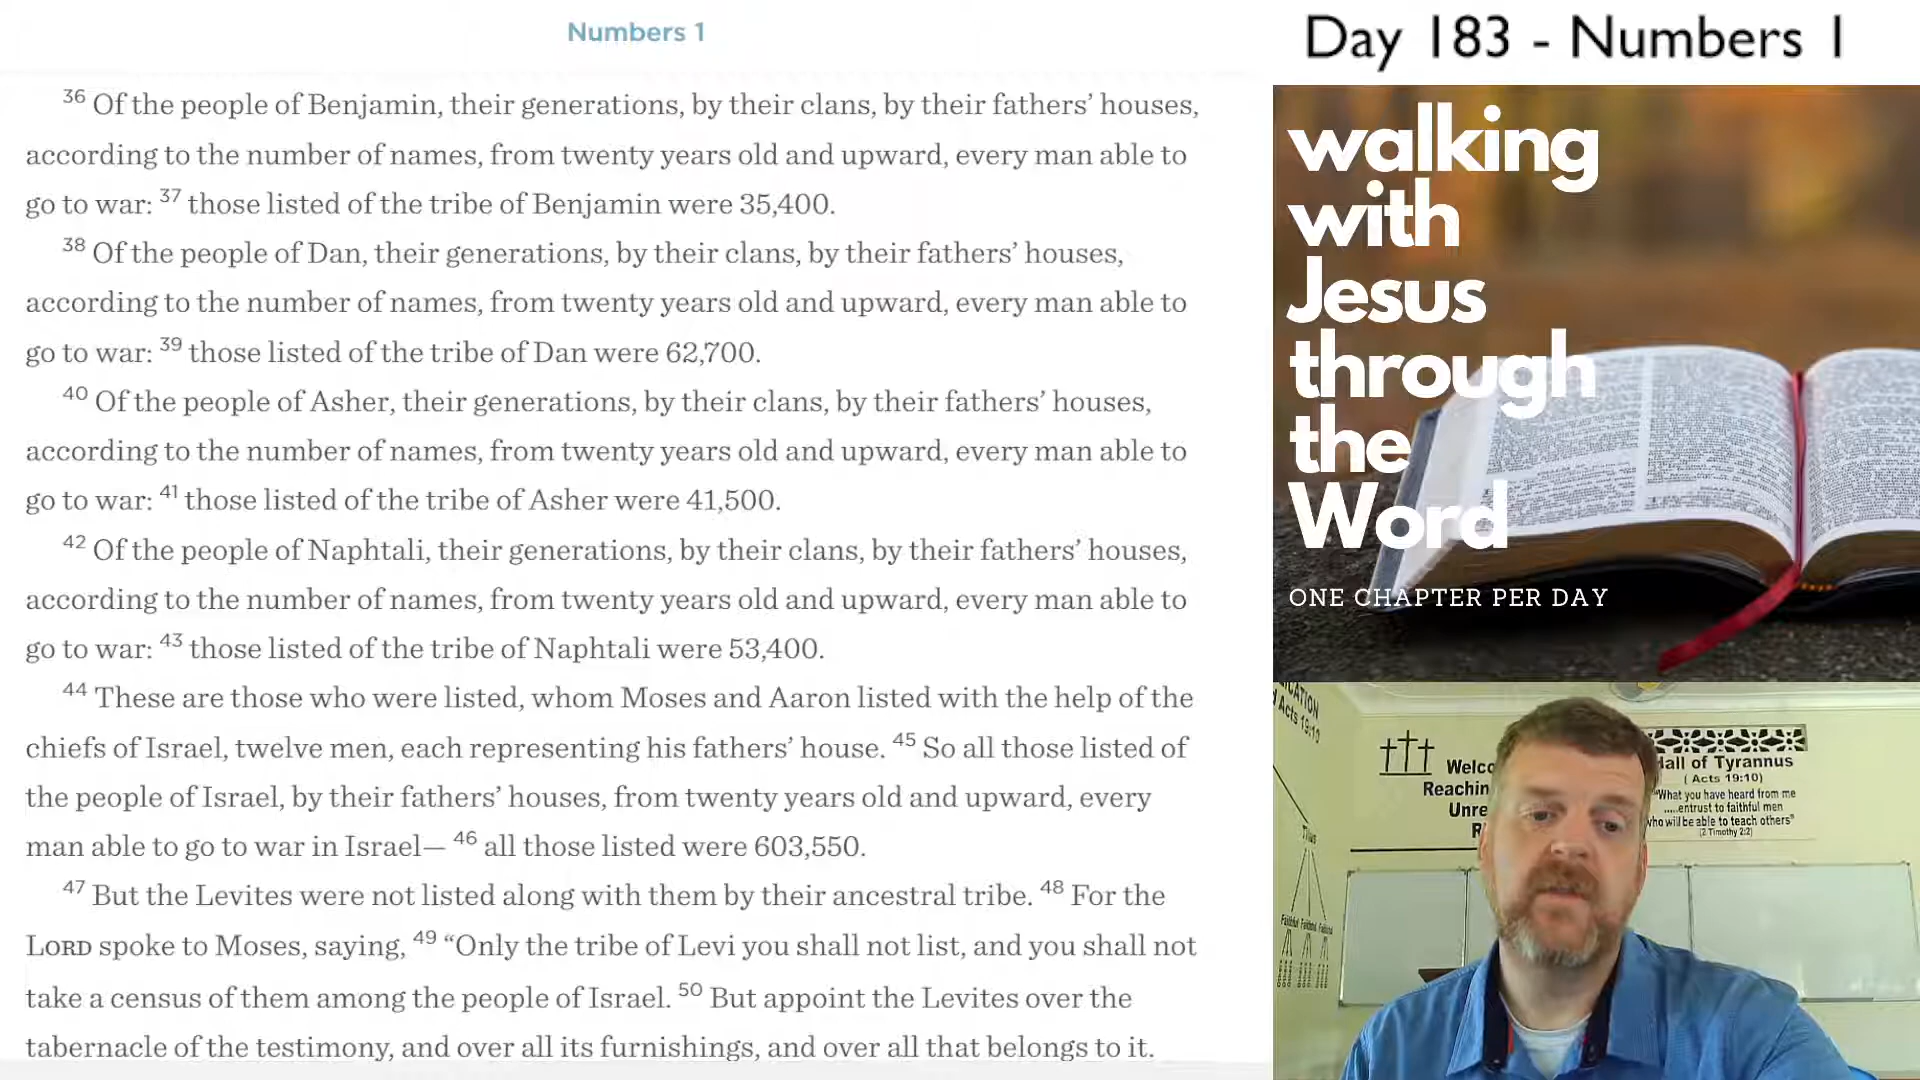 Numbers 1
36 Of the people of Benjamin, their generations, by their clans, by their fathers’ houses,
according to the number of names, from twenty years old and upward, every man able to
go to war: 37 those listed of the tribe of Benjamin were 35,400.
38 Of the people of Dan, their generations, by their clans, by their fathers’ houses,
according to the number of names, from twenty years old and upward, every man able to
go to war: 39 those listed of the tribe of Dan were 62,700.
40 Of the people of Asher, their generations, by their clans, by their fathers’ houses,
according to the number of names, from twenty years old and upward, every man able to
go to war: 41 those listed of the tribe of Asher were 41,500.
42 Of the people of Naphtali, their generations, by their clans, by their fathers’ houses,
according to the number of names, from twenty years old and upward, every man able to
go to war: 43 those listed of the tribe of Naphtali were 53,400.
44 These are those who were listed, whom Moses and Aaron listed with the help of the
chiefs of Israel, twelve men, each representing his fathers’ house. 45 So all those listed of
the people of Israel, by their fathers’ houses, from twenty years old and upward, every
man able to go to war in Israel— 46 all those listed were 603,550.
47 But the Levites were not listed along with them by their ancestral tribe. 48 For the
LORD spoke to Moses, saying, 49 “Only the tribe of Levi you shall not list, and you shall not
take a census of them among the people of Israel. 50 But appoint the Levites over the
tabernacle of the testimony, and over all its furnishings, and over all that belongs to it.
Day 183 - Numbers 1
walking
with
Jesus
through
the
Word
ONE CHAPTER PER DAY
ICATION
Acts 19:10
Welco
Reachin
Unre
R
Titus
Faithful Faithful Faithful
Hall of Tyrannus
( Acts 19:10)
"What you have heard from me
.....entrust to faithful men
who will be able to teach others"
(2 Timothy 2:2)